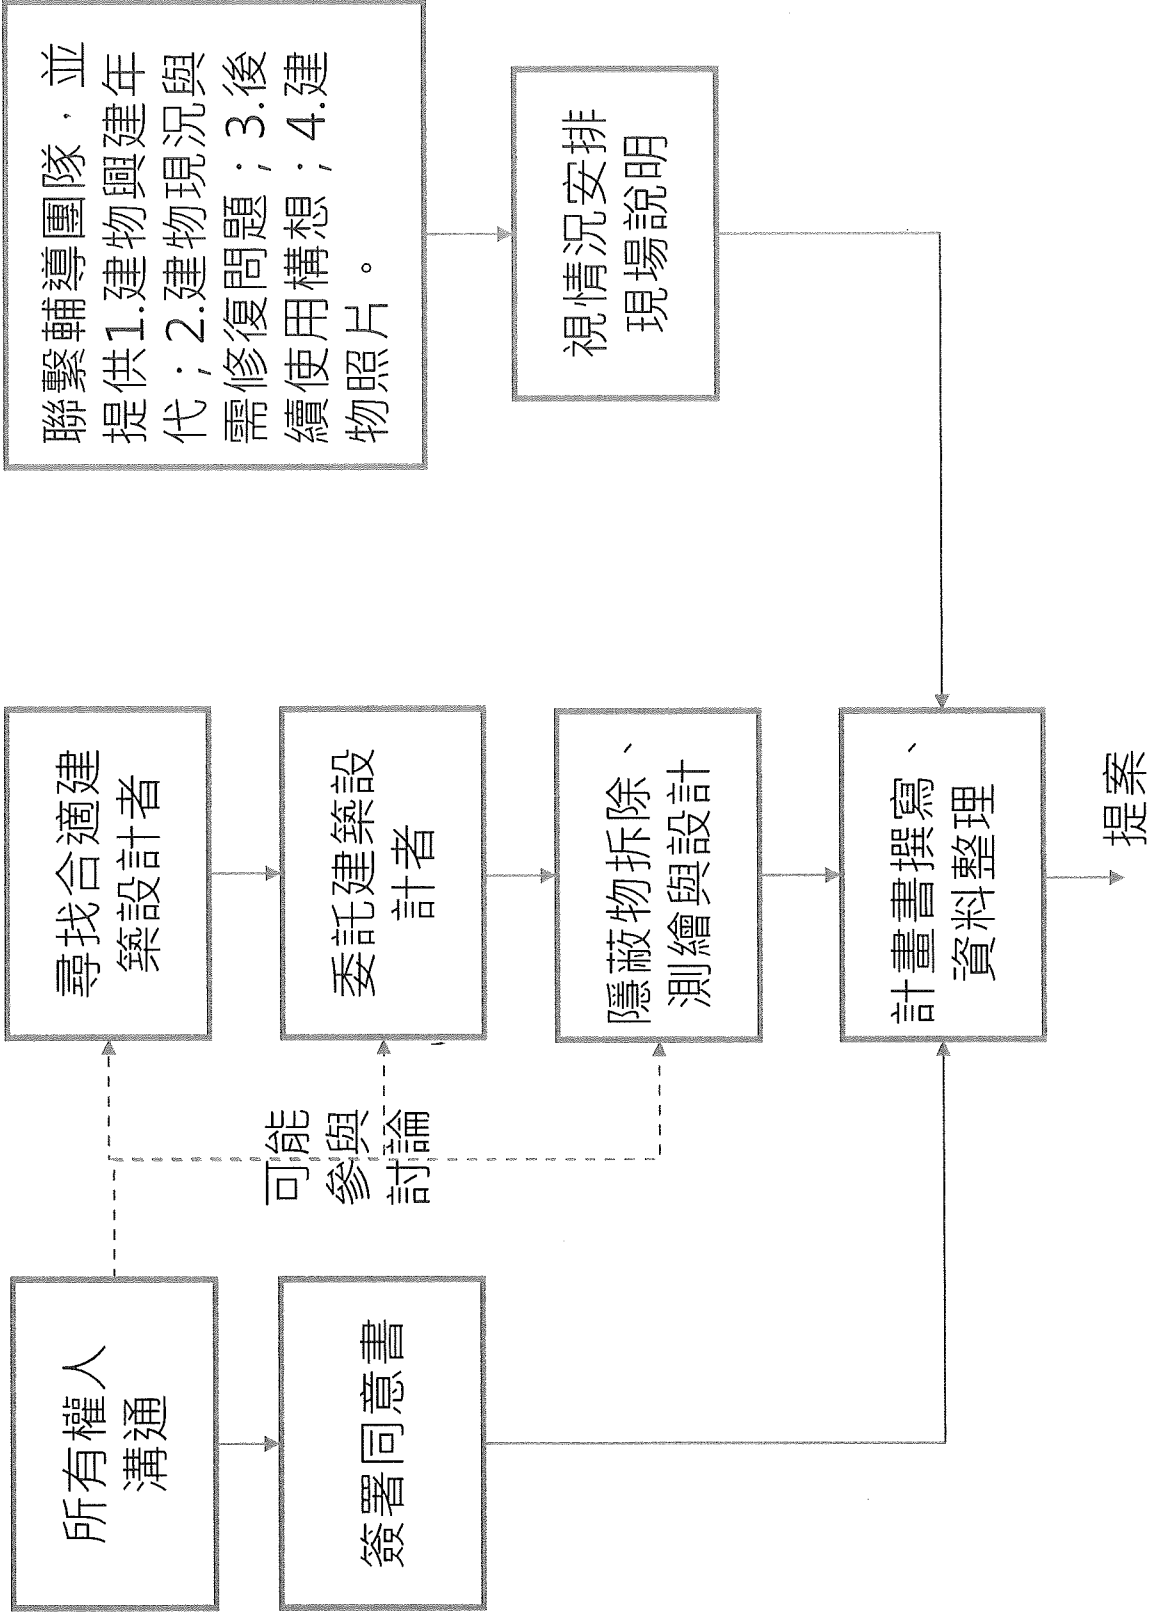 所有權人
溝通
簽署同意書
可能
參與
討論
尋找合適建
築設計者
委託建築設
計者
隱蔽物拆除、
測繪與設計
計畫書撰寫、
資料整理
提案
聯繫輔導團隊，並
提供1.建物興建年
代；2.建物現況與
需修復問題；3.後
續使用構想；4.建
物照片。
視情況安排
現場說明